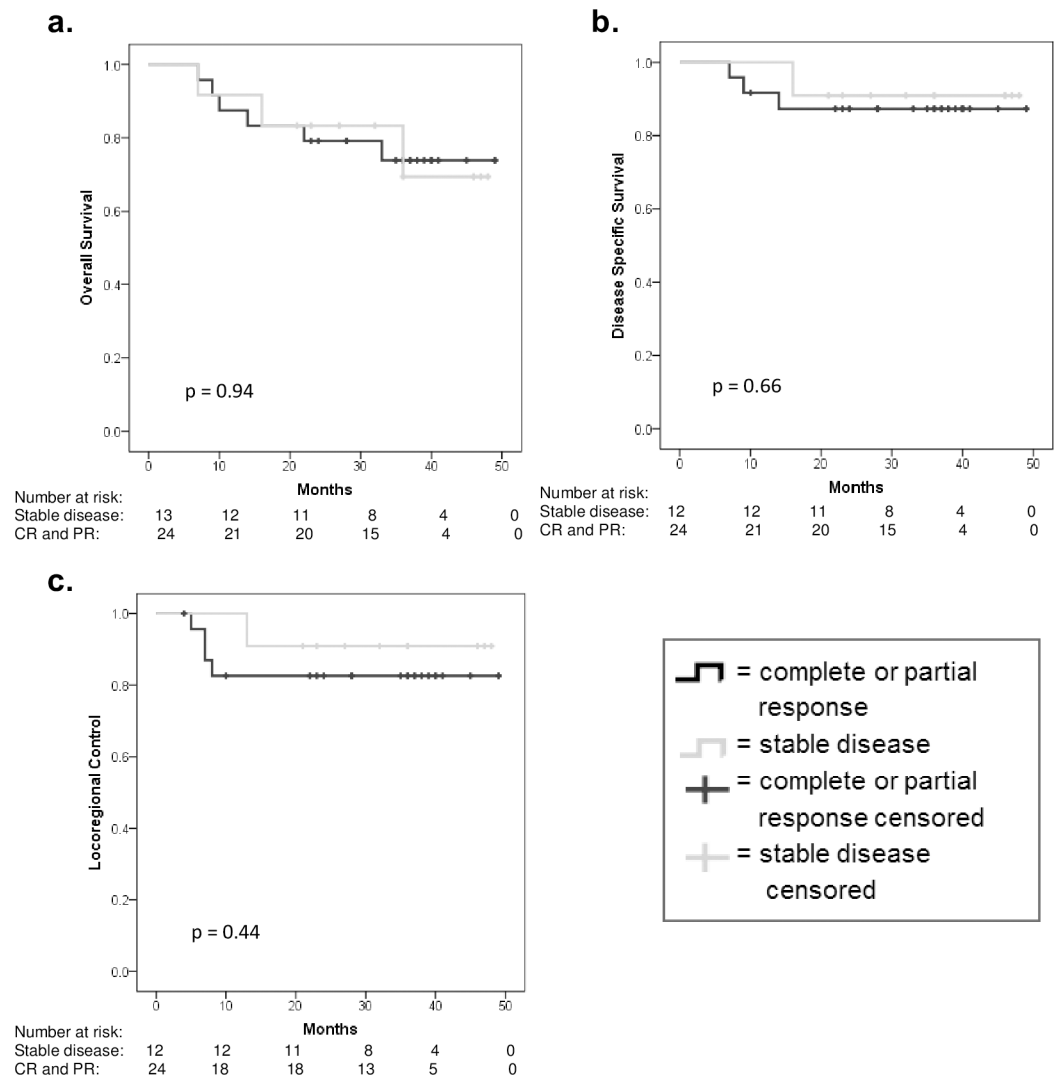 a.
1.0
0.8
0.6
0.4
0.2
0.0
Overall Survival
p = 0.94
0 10 20 30 40 50
Months
Number at risk:
Stable disease: 13 12 11 8 4 0
CR and PR: 24 21 20 15 4 0
b.
1.0
0.8
0.6
0.4
0.2
0.0
Disease Specific Survival
p = 0.66
0 10 20 30 40 50
Months
Number at risk:
Stable disease: 12 12 11 8 4 0
CR and PR: 24 21 20 15 4 0
c.
1.0
0.8
0.6
0.4
0.2
0.0
Locoregional Control
p = 0.44
0 10 20 30 40 50
Months
Number at risk:
Stable disease: 12 12 11 8 4 0
CR and PR: 24 18 18 13 5 0
= complete or partial
response
= stable disease
= complete or partial
response censored
= stable disease
censored